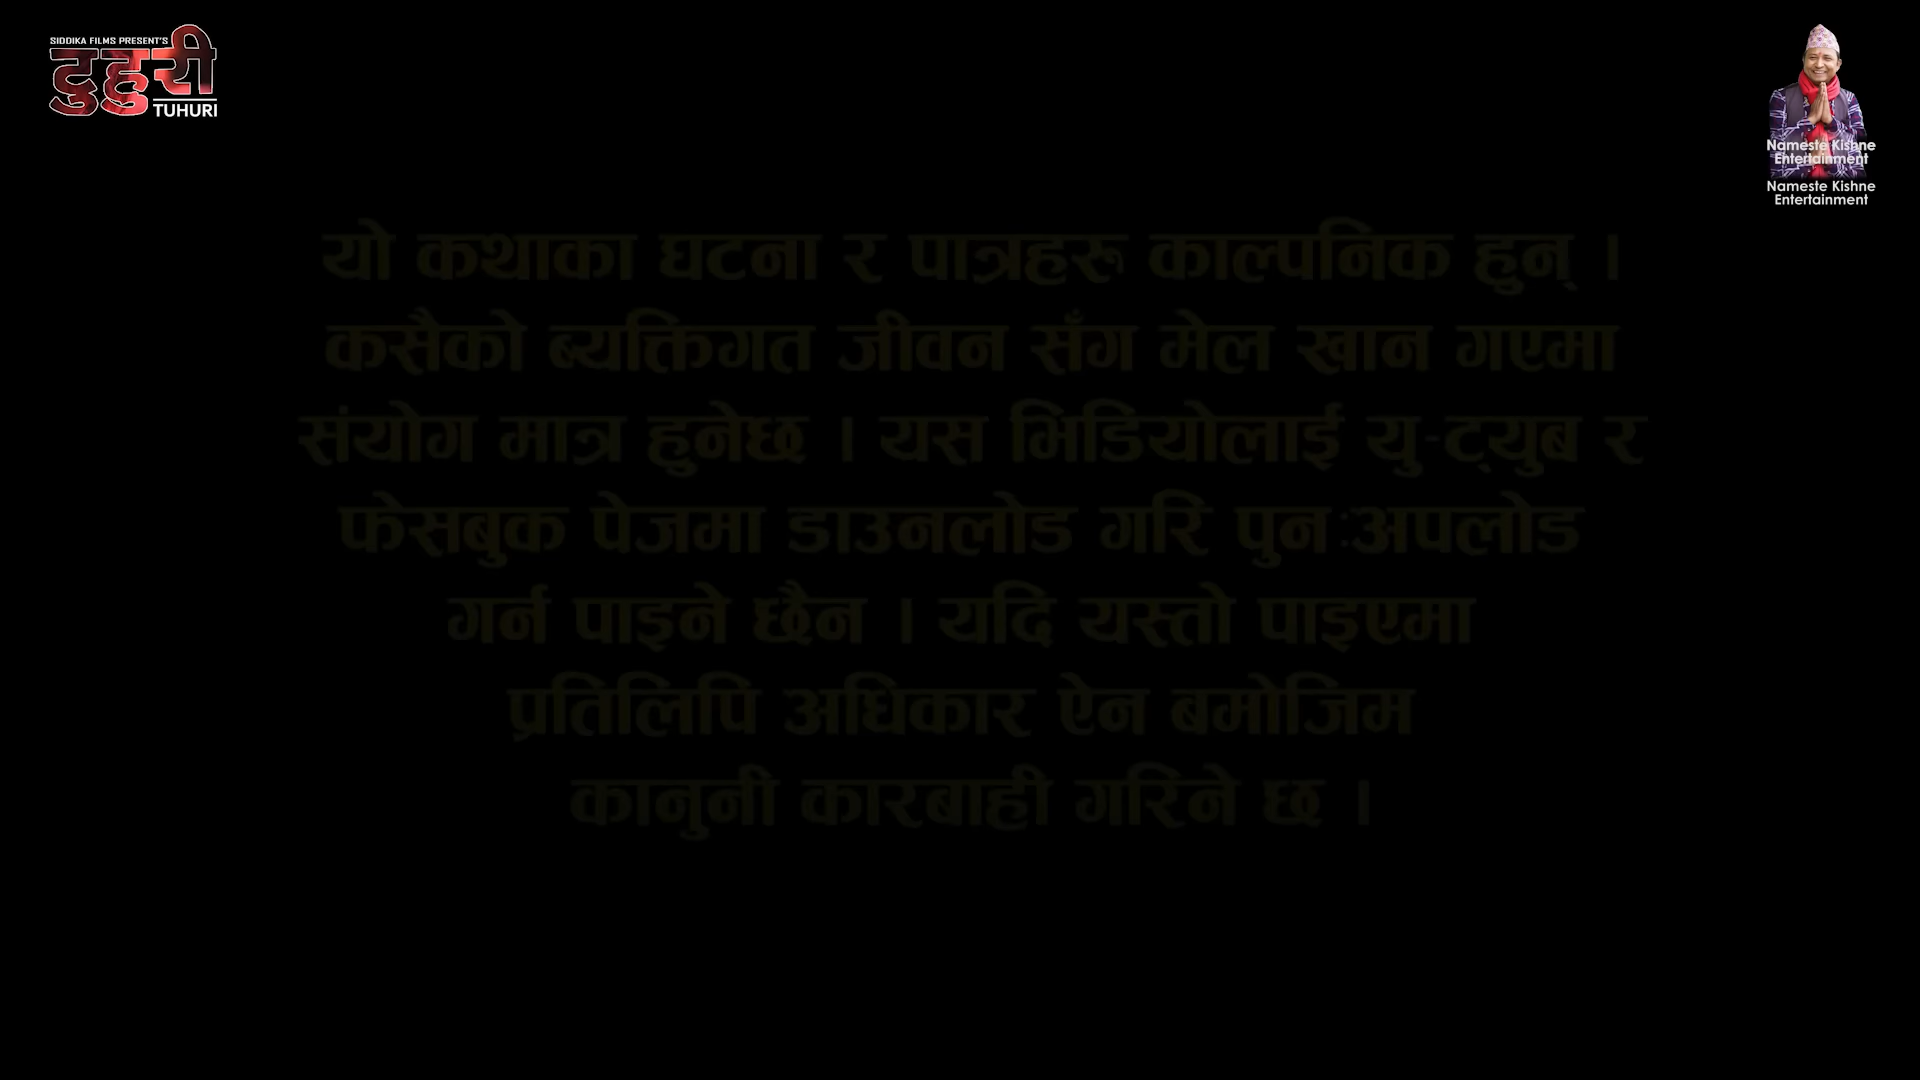 SIDDIKA FILMS PRESENT'S
टुहुरी
TUHURI
Nameste Kishne
Entertainment
Nameste Kishne
Entertainment
यो कथाका घटना र पात्रहरु काल्पनिक हुन् ।
कसैको ब्यक्तिगत जीवन सँग मेल खान गएमा
संयोग मात्र हुनेछ । यस भिडियोलाई यु-ट्युब र
फेसबुक पेजमा डाउनलोड गरि पुनःअपलोड
गर्न पाइने छैन । यदि यस्तो पाइएमा
प्रतिलिपि अधिकार ऐन बमोजिम
कानुनी कारबाही गरिने छ ।